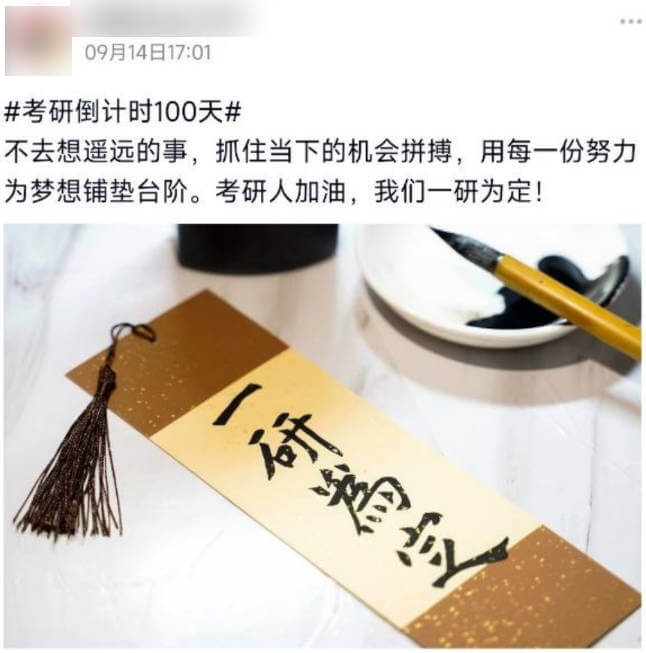 09月14日17:01
#考研倒计时100天#
不去想遥远的事，抓住当下的机会拼搏，用每一份努力
为梦想铺垫台阶。考研人加油，我们一研为定！
一研為定